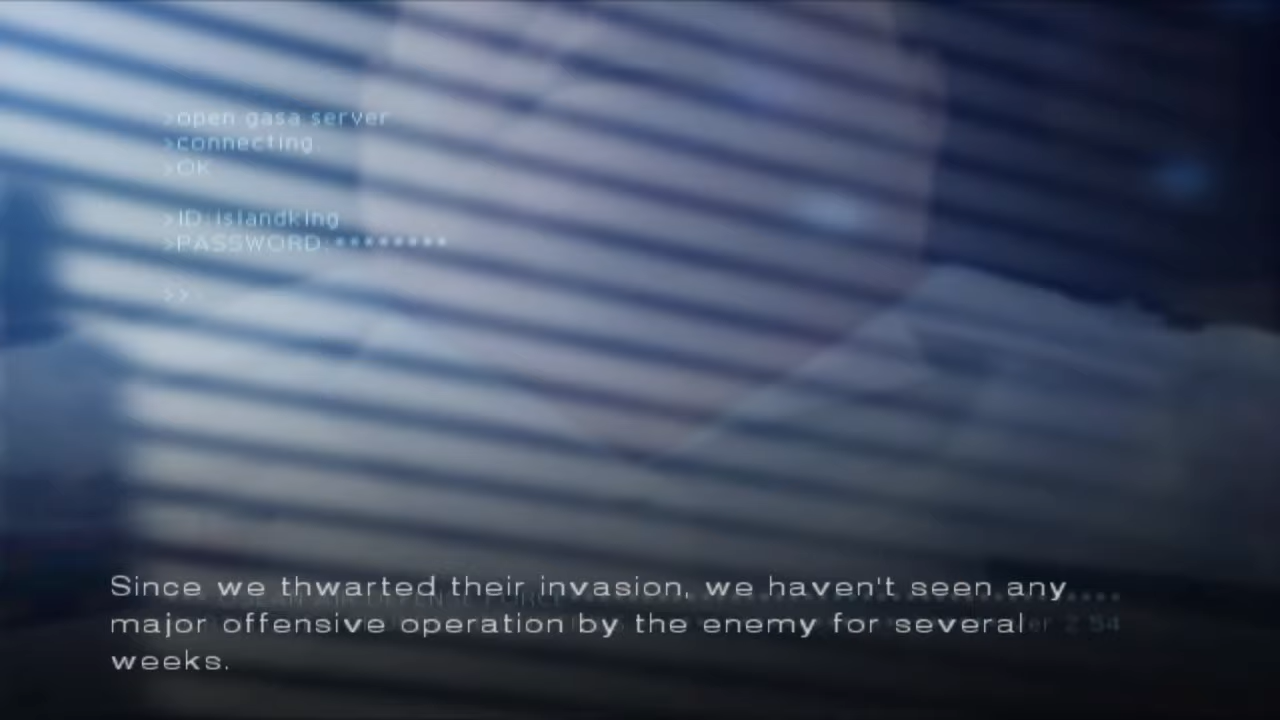 >open gasa server
>connecting.
>OK
>ID:islandking
>PASSWORD:********
>>
Since we thwarted their invasion, we haven't seen any
major offensive operation by the enemy for several
weeks.